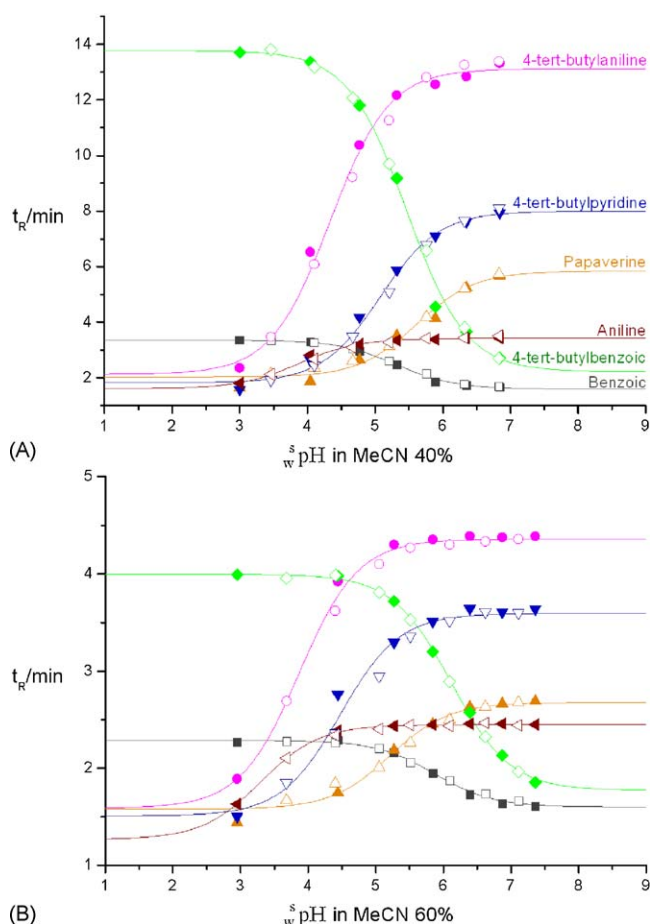 14
12
10
8
6
4
2
t_R/min
4-tert-butylaniline
4-tert-butylpyridine
Papaverine
Aniline
4-tert-butylbenzoic
Benzoic
1 2 3 4 5 6 7 8 9
(A)
s w pH in MeCN 40%
5
4
3
2
1
t_R/min
1 2 3 4 5 6 7 8 9
(B)
s w pH in MeCN 60%